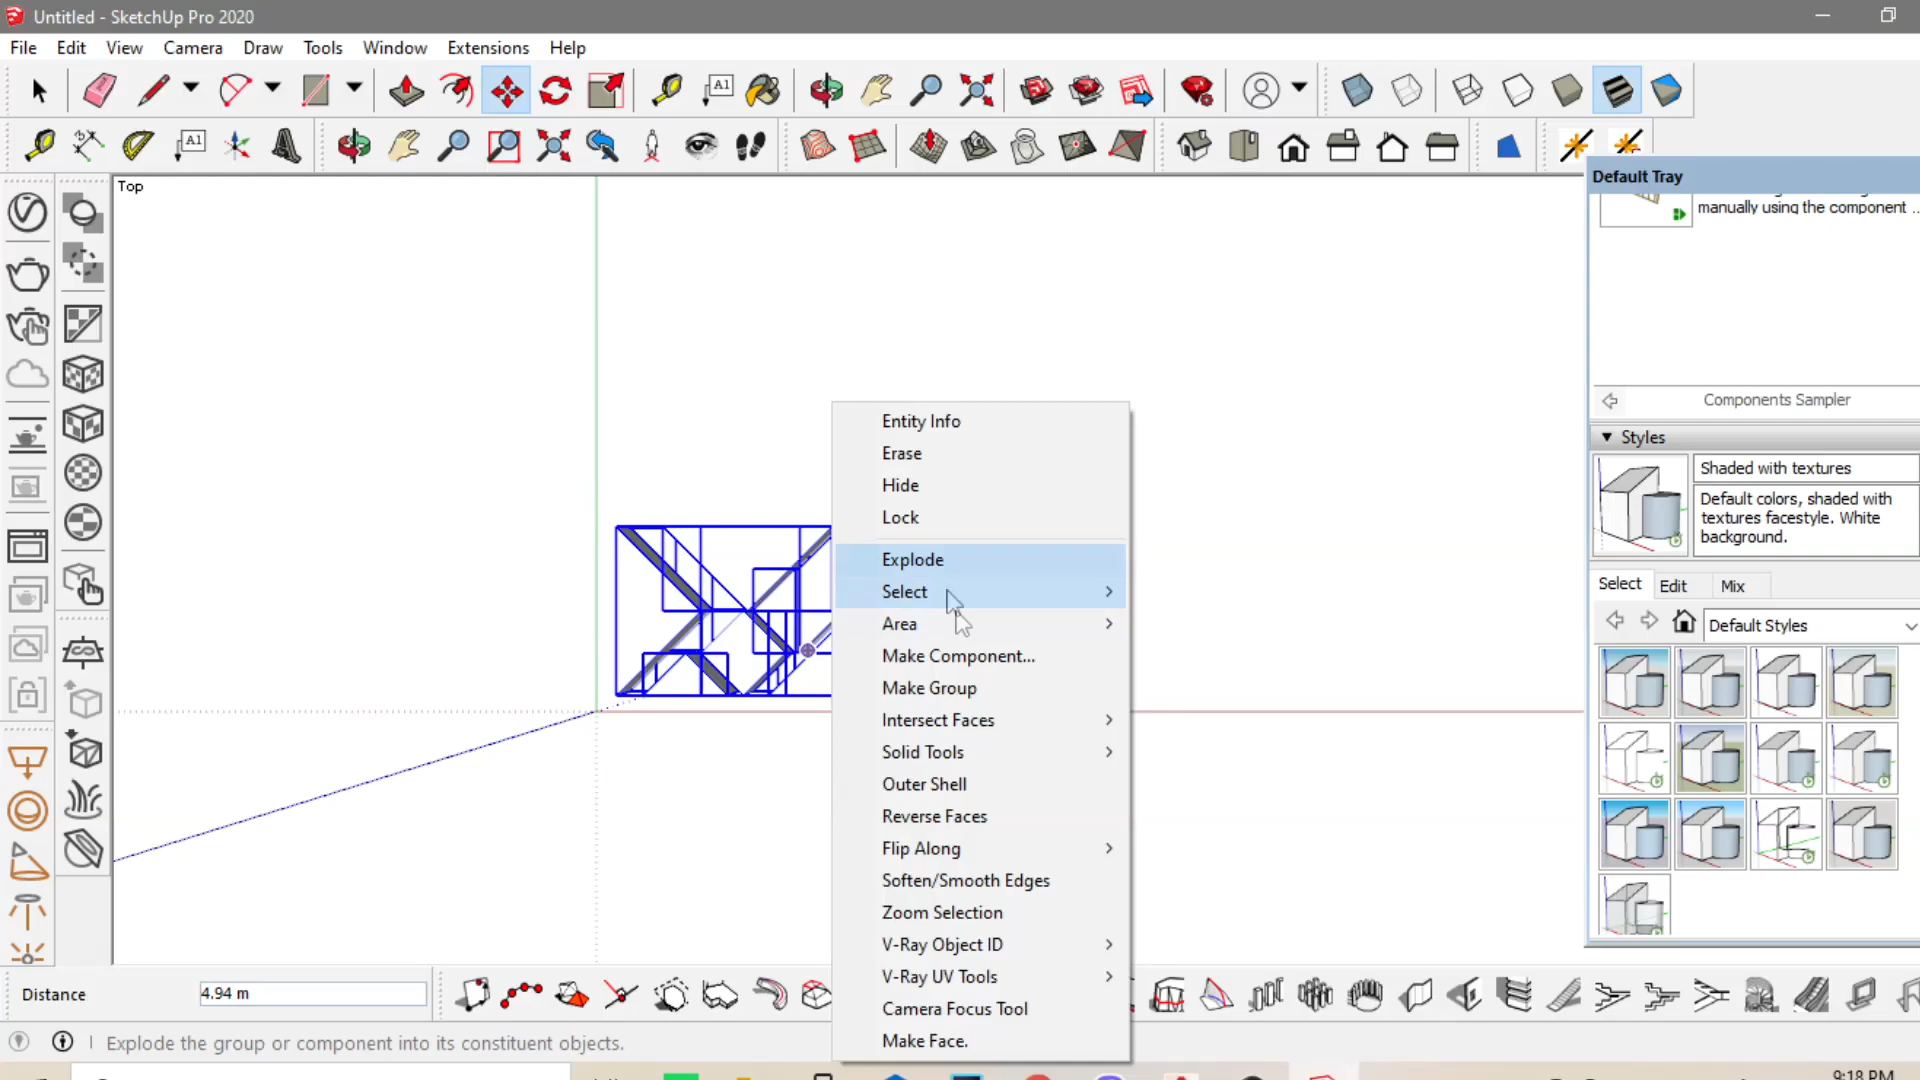 Untitled - SketchUp Pro 2020
File Edit View Camera Draw Tools Window Extensions Help
A1
A1
Top
Default Tray
manually using the component ...
Components Sampler
Styles
Shaded with textures
Default colors, shaded with
textures facestyle. White
background.
Select Edit Mix
Default Styles
Entity Info
Erase
Hide
Lock
Explode
Select
Area
Make Component...
Make Group
Intersect Faces
Solid Tools
Outer Shell
Reverse Faces
Flip Along
Soften/Smooth Edges
Zoom Selection
V-Ray Object ID
V-Ray UV Tools
Camera Focus Tool
Make Face.
Distance 4.94 m
Explode the group or component into its constituent objects.
9:18 PM